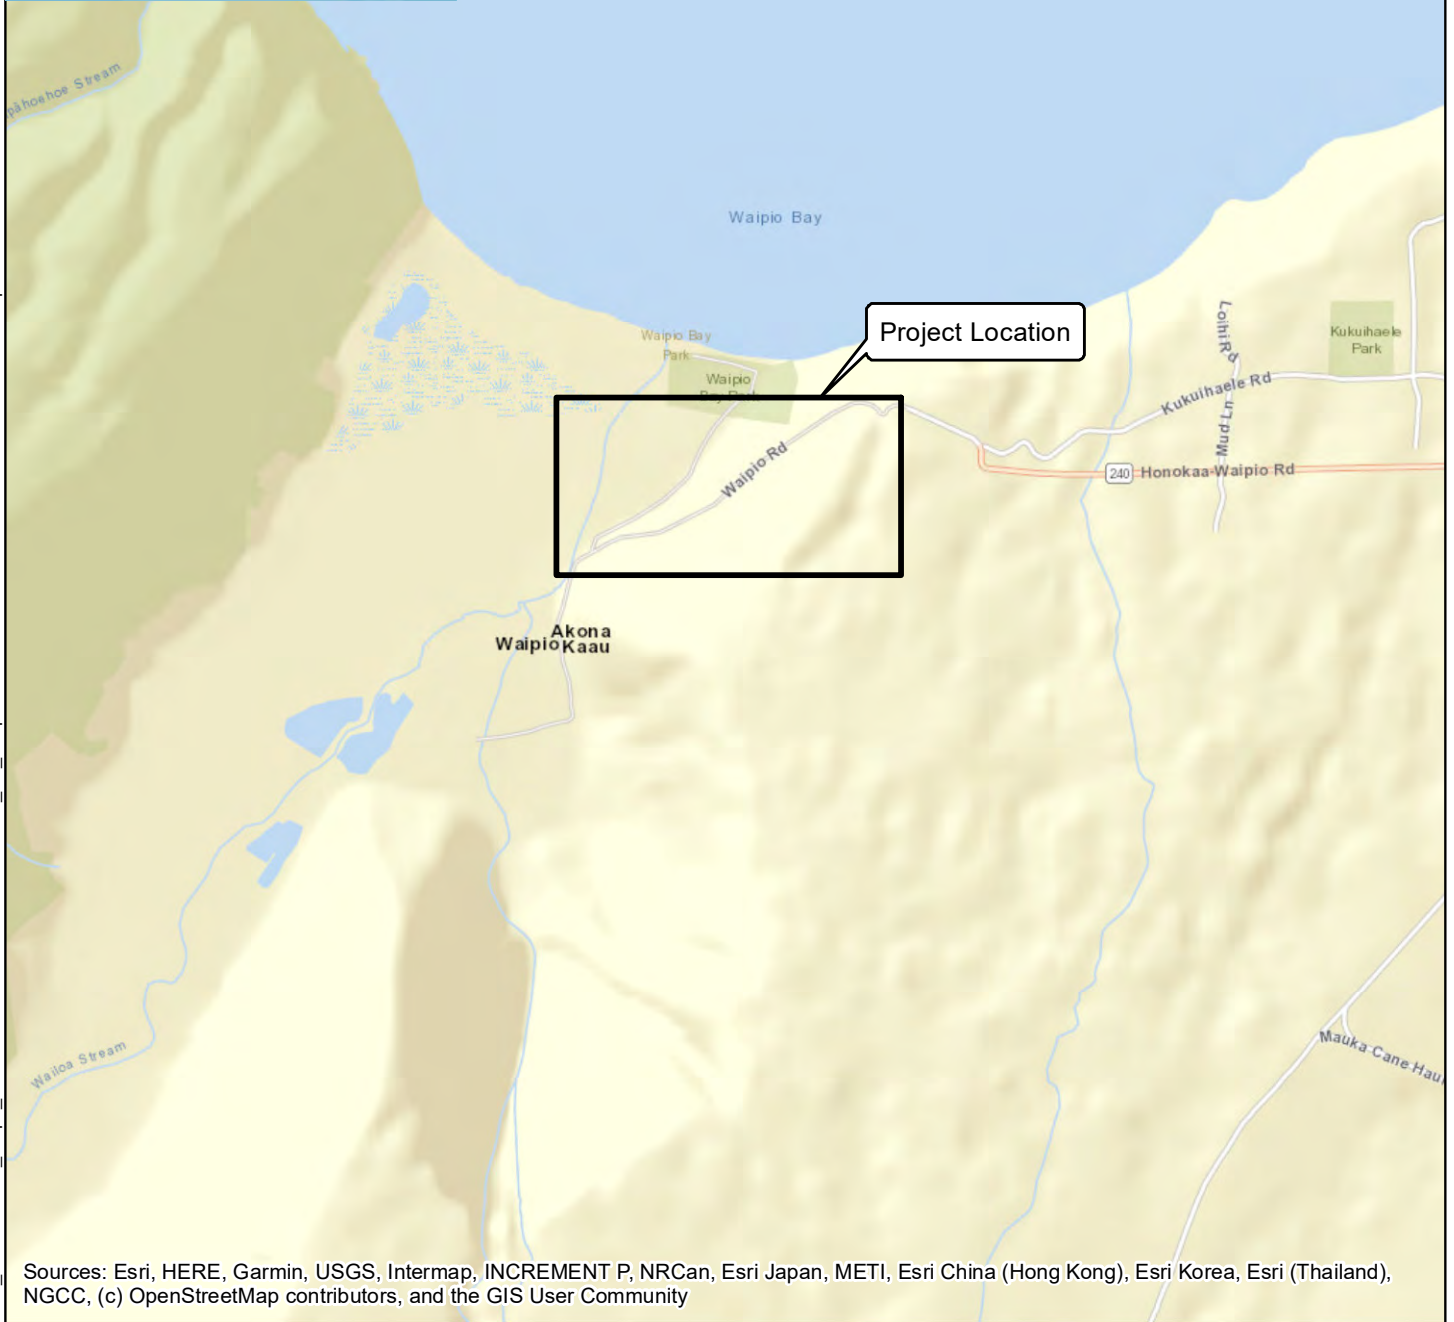 pāhoehoe Stream
Waipio Bay
Waipio Bay
Park
Project Location
Loihi Rd
Kukuihaele
Park
Waipio
Bay Park
Kukuihaele Rd
Mud Ln
Waipio Rd
240
Honokaa-Waipio Rd
Akona
Waipio
Kaau
Wailoa Stream
Mauka Cane Hau
Sources: Esri, HERE, Garmin, USGS, Intermap, INCREMENT P, NRCan, Esri Japan, METI, Esri China (Hong Kong), Esri Korea, Esri (Thailand),
NGCC, (c) OpenStreetMap contributors, and the GIS User Community